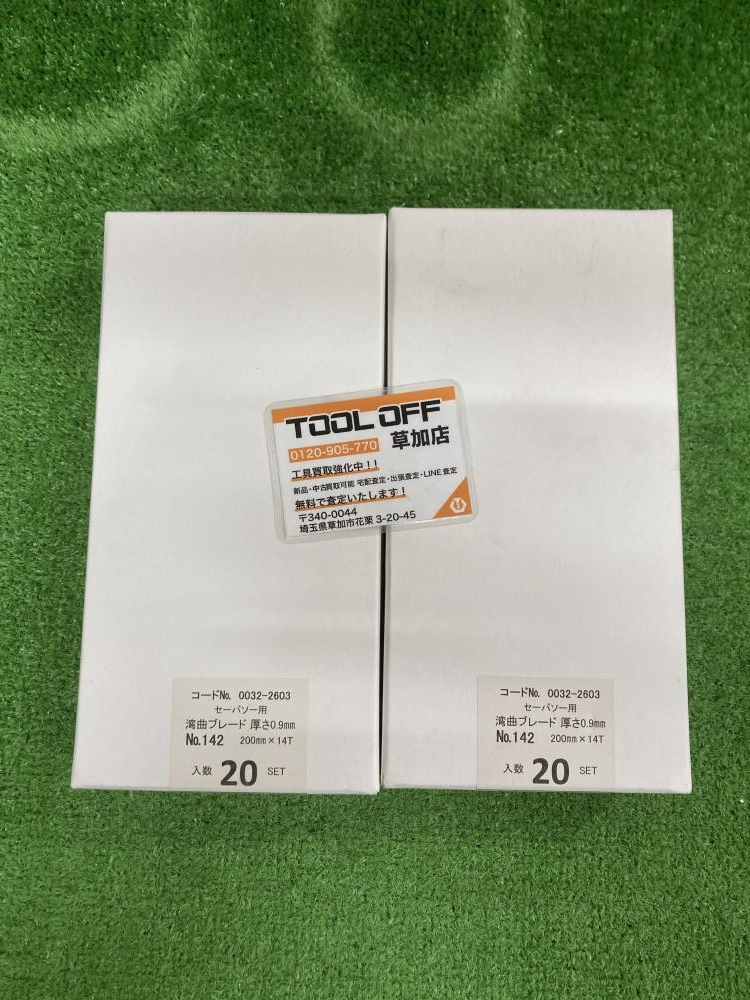 TOOL OFF
0120-905-770 草加店
工具買取強化中！！
新品・中古買取可能 宅配査定・出張査定・LINE査定
無料で査定いたします！
〒340-0044
埼玉県草加市花栗 3-20-45
コードNo. 0032-2603
セーバソー用
湾曲ブレード 厚さ0.9mm
No.142 200mm×14T
入数 20 SET
コードNo. 0032-2603
セーバソー用
湾曲ブレード 厚さ0.9mm
No.142 200mm×14T
入数 20 SET